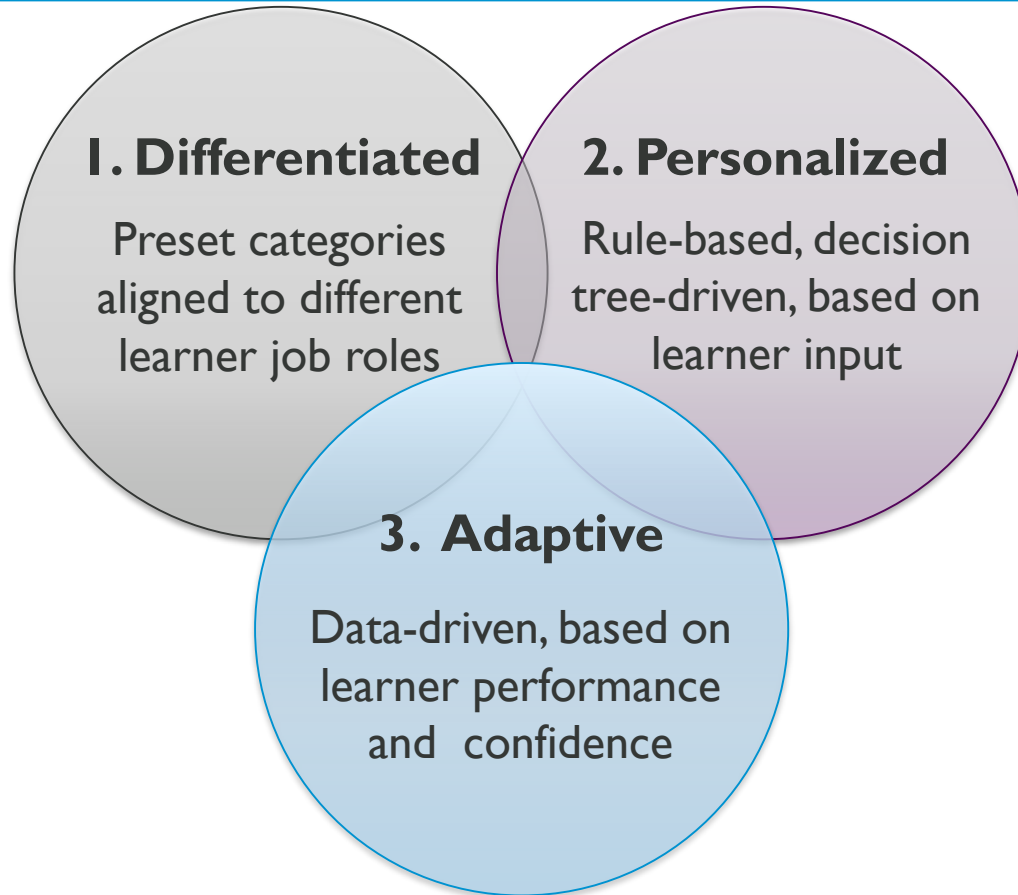 1. Differentiated
Preset categories
aligned to different
learner job roles
2. Personalized
Rule-based, decision
tree-driven, based on
learner input
3. Adaptive
Data-driven, based on
learner performance
and confidence